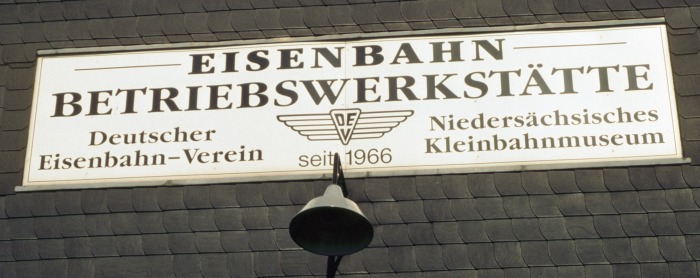 EISENBAHN
BETRIEBSWERKSTÄTTE
Deutscher
Eisenbahn-Verein
DEV
seit 1966
Niedersächsisches
Kleinbahnmuseum